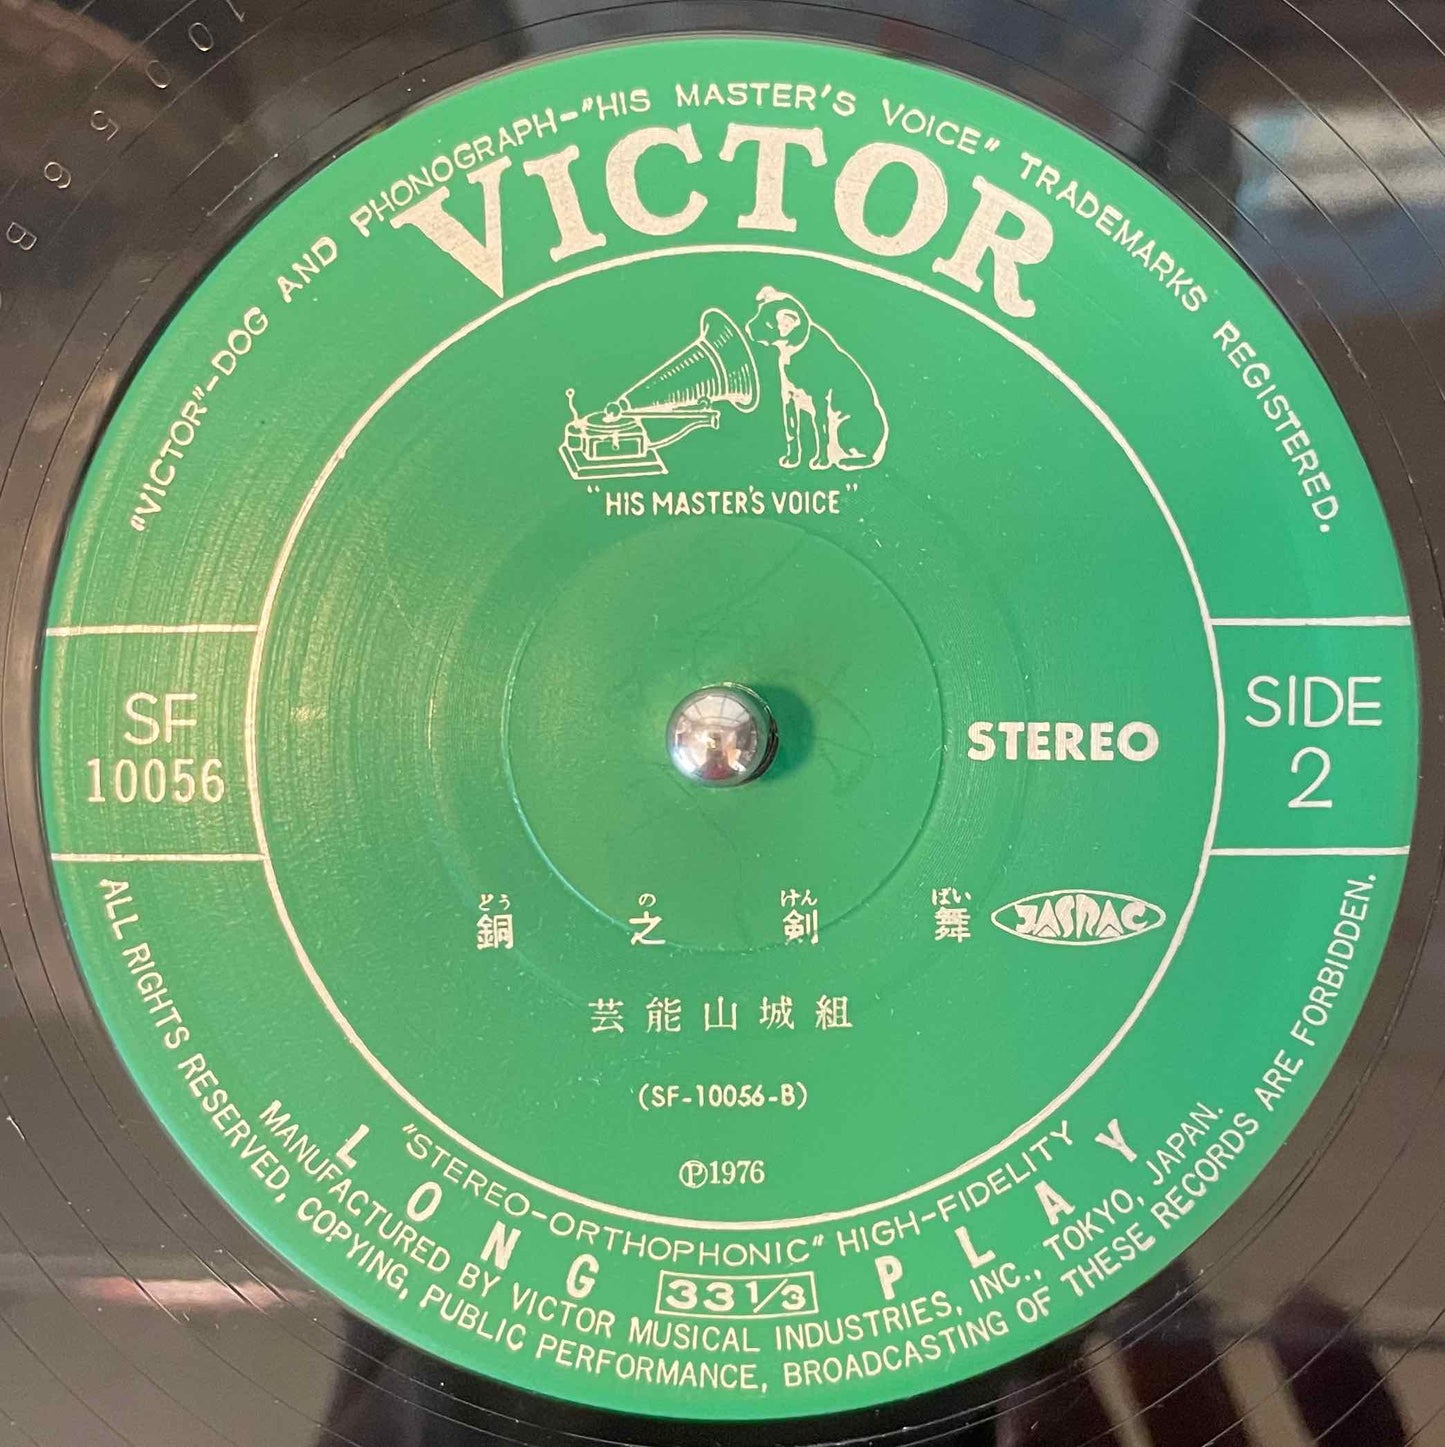 "VICTOR"-DOG AND PHONOGRAPH-"HIS MASTER'S VOICE" TRADEMARKS REGISTERED.
VICTOR
"HIS MASTER'S VOICE"
SF
10056
STEREO
SIDE
2
どう の けん ばい
銅之剣舞
JASRAC
芸能山城組
(SF-10056-B)
Ⓟ1976
"STEREO-ORTHOPHONIC" HIGH-FIDELITY
LONG 33 1/3 PLAY
MANUFACTURED BY VICTOR MUSICAL INDUSTRIES, INC., TOKYO, JAPAN.
ALL RIGHTS RESERVED, COPYING, PUBLIC PERFORMANCE, BROADCASTING OF THESE RECORDS ARE FORBIDDEN.